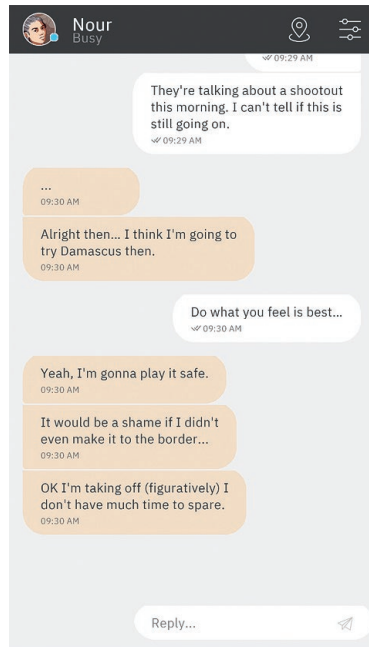 Nour
Busy
09:29 AM
They're talking about a shootout
this morning. I can't tell if this is
still going on.
09:29 AM
...
09:30 AM
Alright then... I think I'm going to
try Damascus then.
09:30 AM
Do what you feel is best...
09:30 AM
Yeah, I'm gonna play it safe.
09:30 AM
It would be a shame if I didn't
even make it to the border...
09:30 AM
OK I'm taking off (figuratively) I
don't have much time to spare.
09:30 AM
Reply...